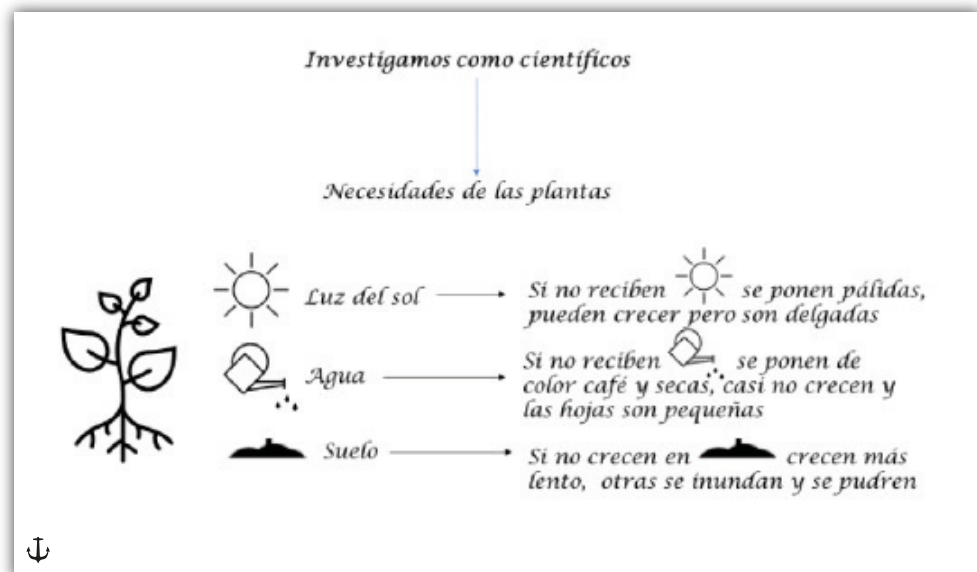 Investigamos como científicos
Necesidades de las plantas
Luz del sol
Si no reciben se ponen pálidas,
pueden crecer pero son delgadas
Agua
Si no reciben se ponen de
color café y secas, casi no crecen y
las hojas son pequeñas
Suelo
Si no crecen en crecen más
lento, otras se inundan y se pudren